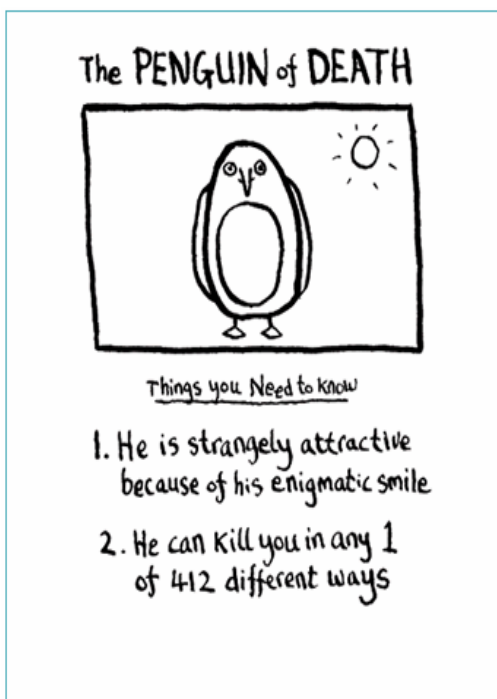 The PENGUIN of DEATH
Things you Need to know
1. He is strangely attractive
because of his enigmatic smile
2. He can kill you in any 1
of 412 different ways